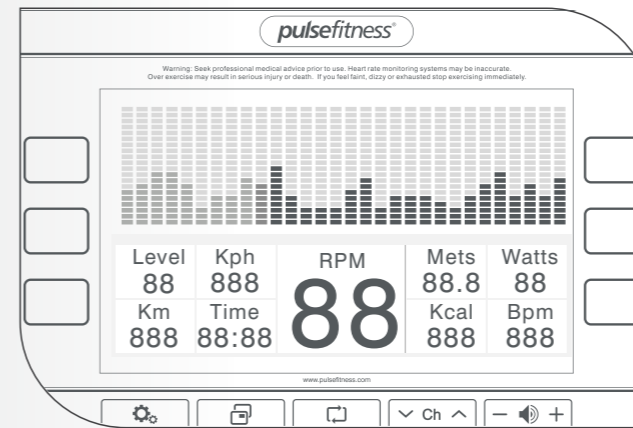 pulsefitness®
Warning: Seek professional medical advice prior to use. Heart rate monitoring systems may be inaccurate.
Over exercise may result in serious injury or death. If you feel faint, dizzy or exhausted stop exercising immediately.
Level Kph RPM Mets Watts
88 888 88 88.8 88
Km Time Kcal Bpm
888 88:88 888 888
www.pulsefitness.com
Ch